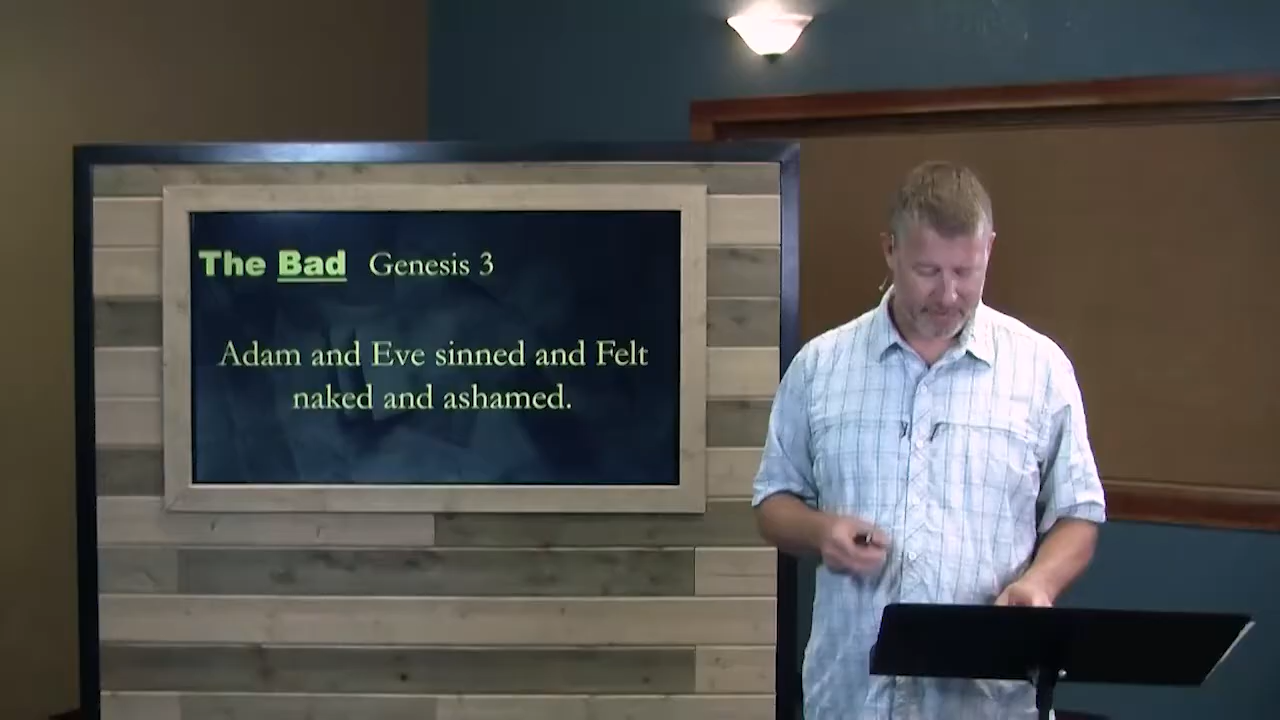 The Bad Genesis 3
Adam and Eve sinned and Felt
naked and ashamed.